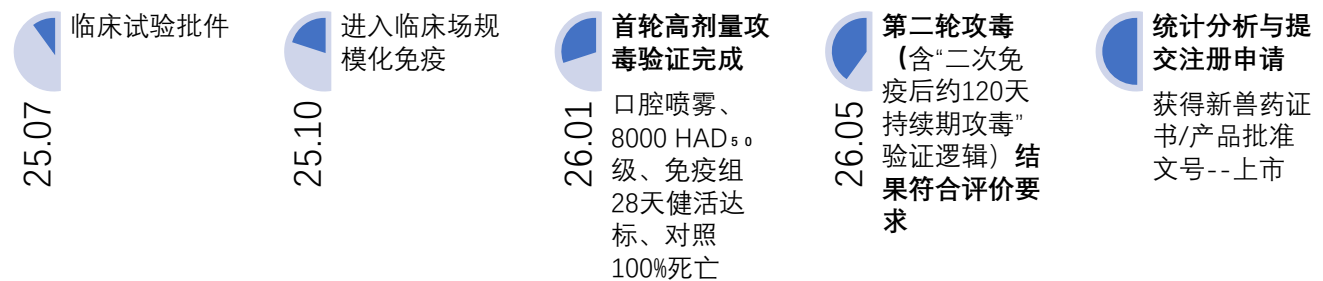 25.07
临床试验批件
25.10
进入临床场规
模化免疫
26.01
首轮高剂量攻
毒验证完成
口腔喷雾、
8000 HAD₅₀
级、免疫组
28天健活达
标、对照
100%死亡
26.05
第二轮攻毒
（含“二次免
疫后约120天
持续期攻毒”
验证逻辑）结
果符合评价要
求
统计分析与提
交注册申请
获得新兽药证
书/产品批准
文号--上市